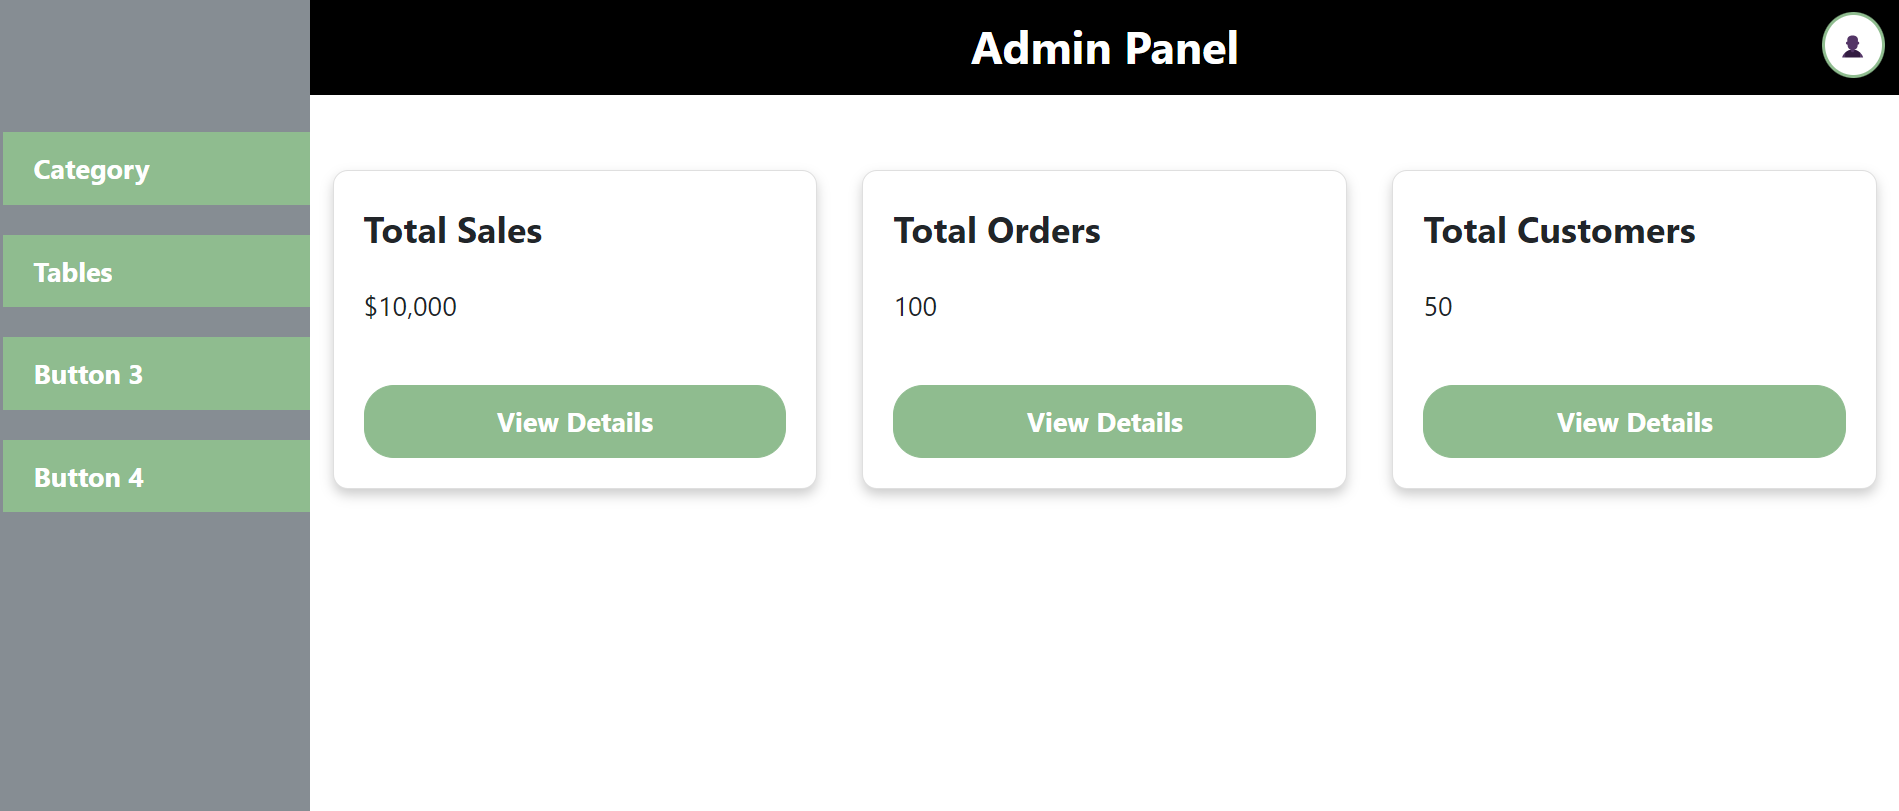 Admin Panel
Category
Tables
Button 3
Button 4
Total Sales
$10,000
View Details
Total Orders
100
View Details
Total Customers
50
View Details